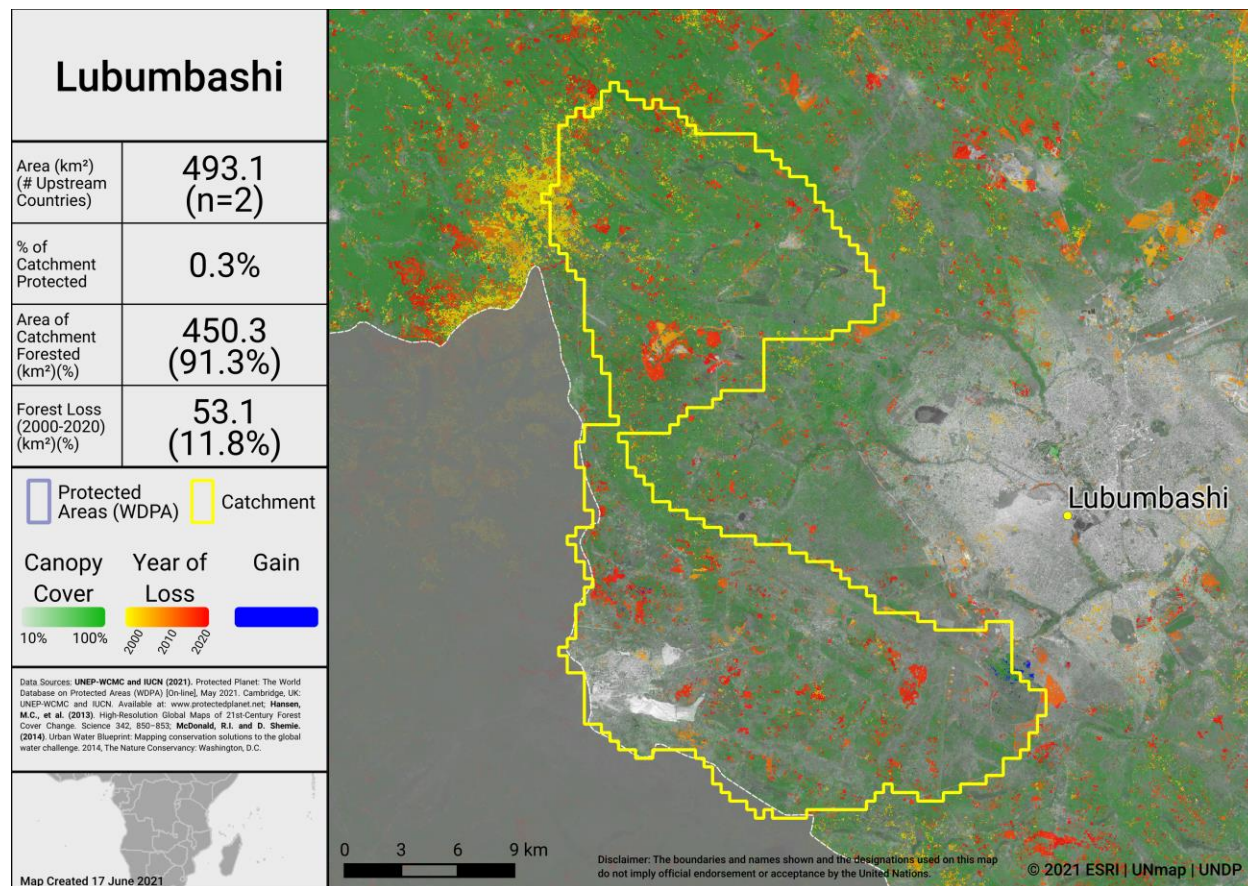 Lubumbashi
Area (km²)
(# Upstream
Countries)
493.1
(n=2)
% of
Catchment
Protected
0.3%
Area of
Catchment
Forested
(km²)(%)
450.3
(91.3%)
Forest Loss
(2000-2020)
(km²)(%)
53.1
(11.8%)
Protected
Areas (WDPA)
Catchment
Canopy
Cover
10% 100%
Year of
Loss
2000 2010 2020
Gain
Data Sources: UNEP-WCMC and IUCN (2021). Protected Planet: The World
Database on Protected Areas (WDPA) [On-line], May 2021. Cambridge, UK:
UNEP-WCMC and IUCN. Available at: www.protectedplanet.net; Hansen,
M.C., et al. (2013). High-Resolution Global Maps of 21st-Century Forest
Cover Change. Science 342, 850–853; McDonald, R.I. and D. Shemie.
(2014). Urban Water Blueprint: Mapping conservation solutions to the global
water challenge. 2014, The Nature Conservancy: Washington, D.C.
Map Created 17 June 2021
Lubumbashi
0 3 6 9 km
Disclaimer: The boundaries and names shown and the designations used on this map
do not imply official endorsement or acceptance by the United Nations.
© 2021 ESRI | UNmap | UNDP